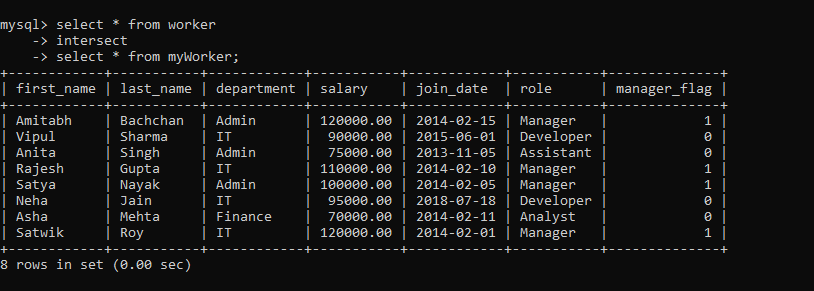 mysql> select * from worker
    -> intersect
    -> select * from myWorker;
+------------+-----------+------------+-----------+------------+-----------+--------------+
| first_name | last_name | department | salary    | join_date  | role      | manager_flag |
+------------+-----------+------------+-----------+------------+-----------+--------------+
| Amitabh    | Bachchan  | Admin      | 120000.00 | 2014-02-15 | Manager   |            1 |
| Vipul      | Sharma    | IT         |  90000.00 | 2015-06-01 | Developer |            0 |
| Anita      | Singh     | Admin      |  75000.00 | 2013-11-05 | Assistant |            0 |
| Rajesh     | Gupta     | IT         | 110000.00 | 2014-02-10 | Manager   |            1 |
| Satya      | Nayak     | Admin      | 100000.00 | 2014-02-05 | Manager   |            1 |
| Neha       | Jain      | IT         |  95000.00 | 2018-07-18 | Developer |            0 |
| Asha       | Mehta     | Finance    |  70000.00 | 2014-02-11 | Analyst   |            0 |
| Satwik     | Roy       | IT         | 120000.00 | 2014-02-01 | Manager   |            1 |
+------------+-----------+------------+-----------+------------+-----------+--------------+
8 rows in set (0.00 sec)